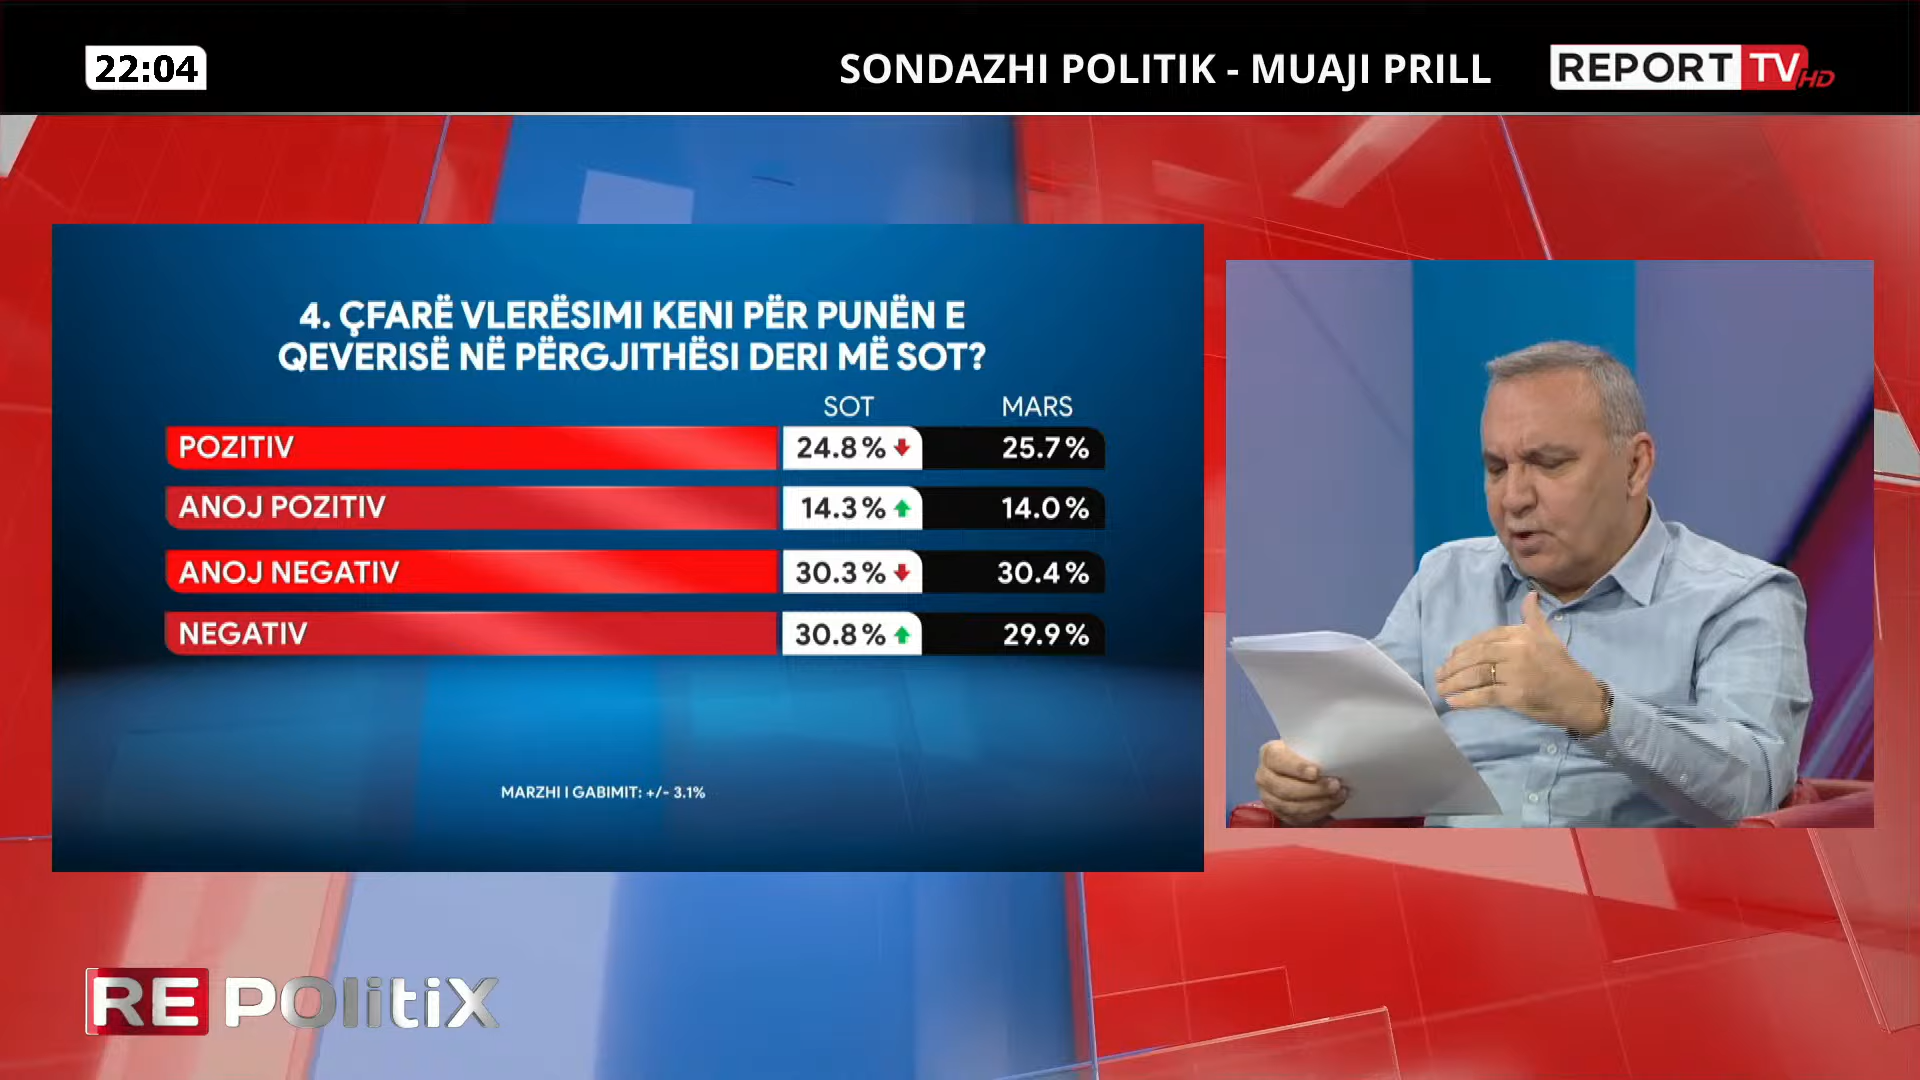 22:04
SONDAZHI POLITIK - MUAJI PRILL
REPORT TV HD
4. ÇFARË VLERËSIMI KENI PËR PUNËN E
QEVERISË NË PËRGJITHËSI DERI MË SOT?
SOT MARS
POZITIV 24.8% 25.7%
ANOJ POZITIV 14.3% 14.0%
ANOJ NEGATIV 30.3% 30.4%
NEGATIV 30.8% 29.9%
MARZHI I GABIMIT: +/- 3.1%
RE POlitiX